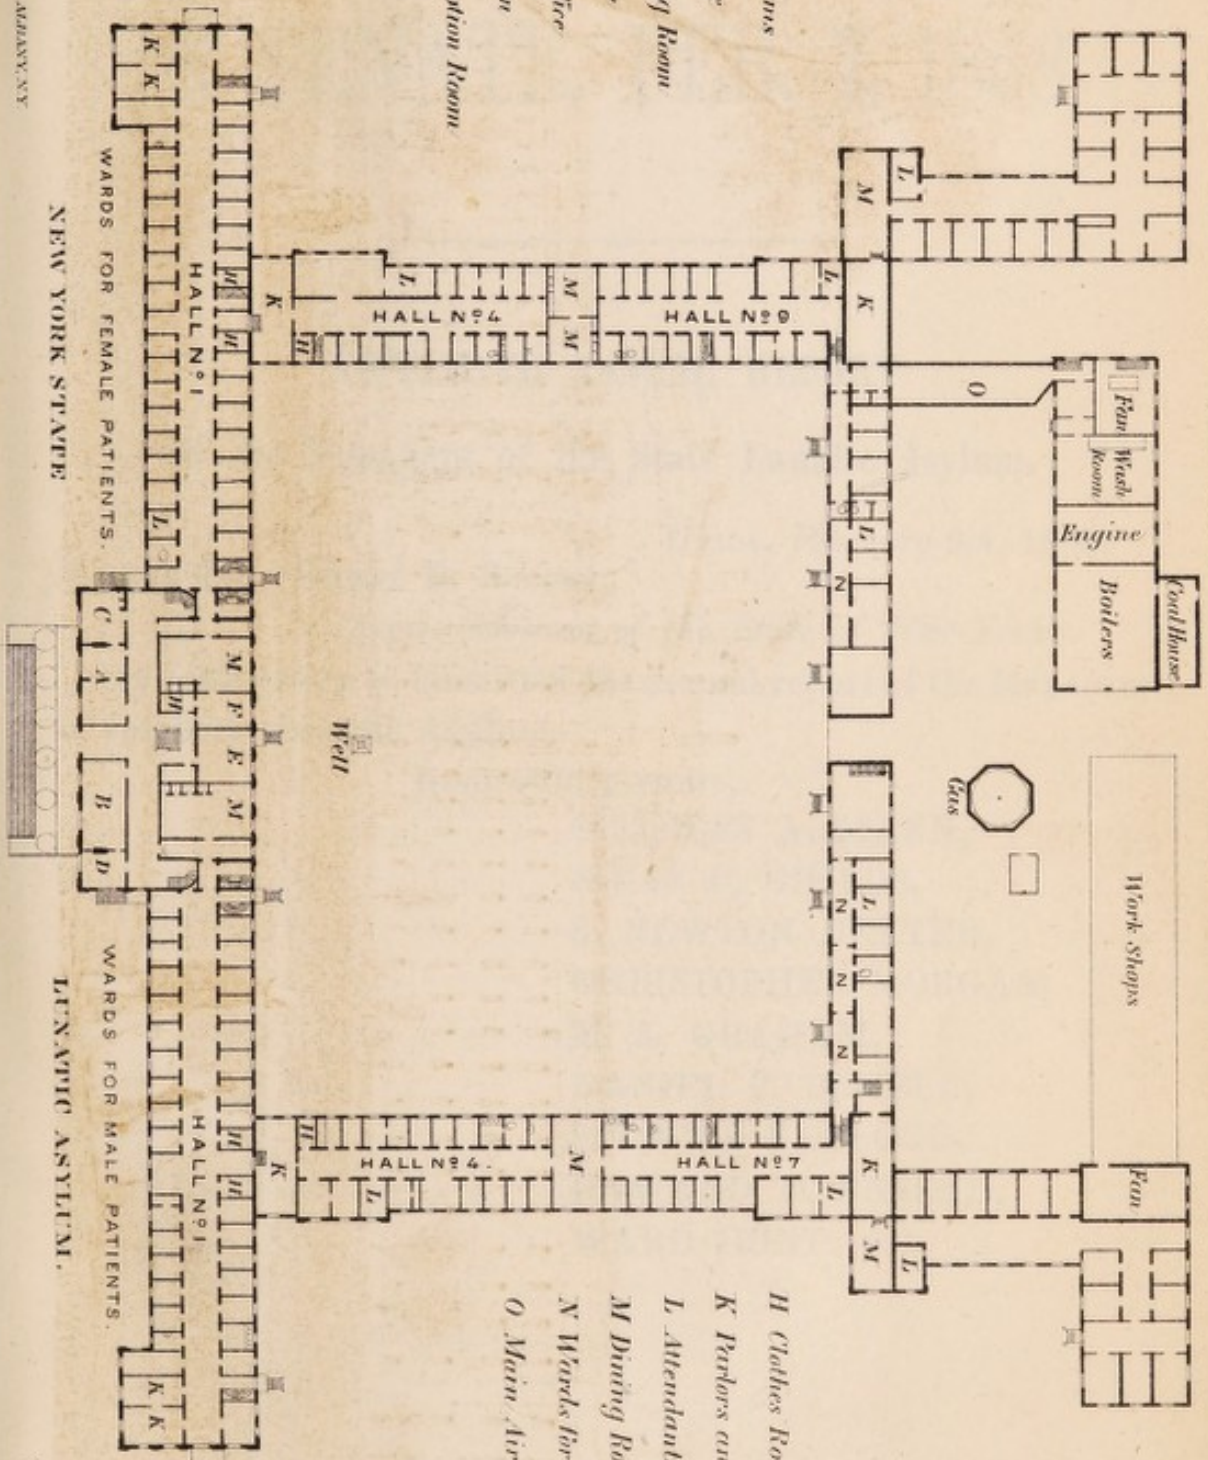 ALBANY, N.Y.
NEW YORK STATE
LUNATIC ASYLUM.
WARDS FOR FEMALE PATIENTS.
WARDS FOR MALE PATIENTS.
HALL Nº 1
HALL Nº 1
K
K
L
H
H
C
A
B
D
H
M
F
E
M
H
H
K
K
K
HALL Nº 4
L
H
M
M
HALL Nº 9
L
K
M
L
O
Fan
Wash
Room
Engine
Boilers
Coal House
Well
Gas
Work Shops
L
N
L
N
N
N
K
HALL Nº 4.
H
L
M
HALL Nº 7
L
K
M
L
Fan
tion Room
g Room
H Clothes Ro
K Parlors an
L Attendant
M Dining Ro
N Wards for
O Main Air